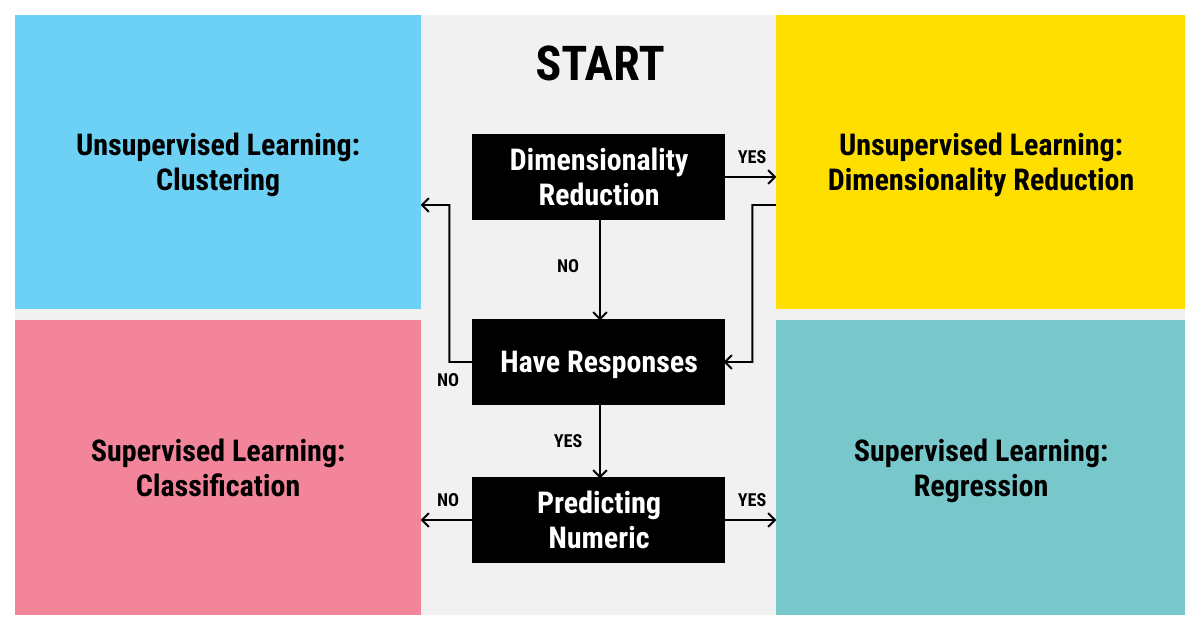 START
Unsupervised Learning:
Clustering
Dimensionality
Reduction
YES
Unsupervised Learning:
Dimensionality Reduction
NO
Have Responses
NO
YES
Supervised Learning:
Classification
NO
Predicting
Numeric
YES
Supervised Learning:
Regression